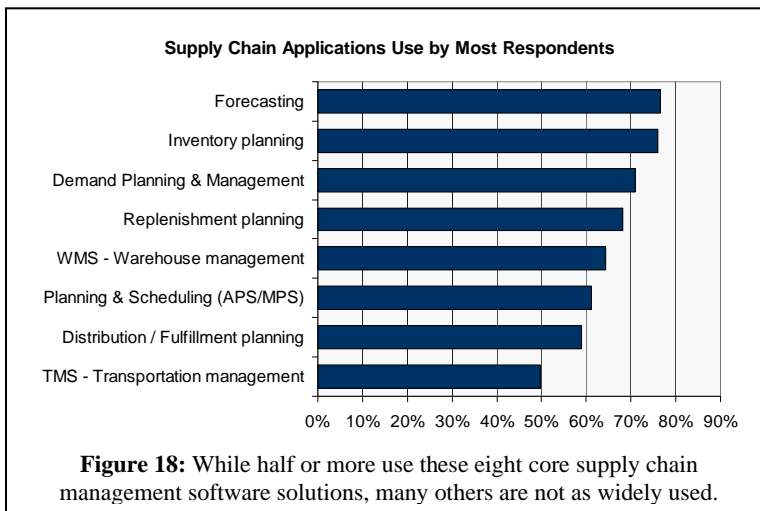 Supply Chain Applications Use by Most Respondents
Forecasting
Inventory planning
Demand Planning & Management
Replenishment planning
WMS - Warehouse management
Planning & Scheduling (APS/MPS)
Distribution / Fulfillment planning
TMS - Transportation management
0% 10% 20% 30% 40% 50% 60% 70% 80% 90%
Figure 18: While half or more use these eight core supply chain
management software solutions, many others are not as widely used.